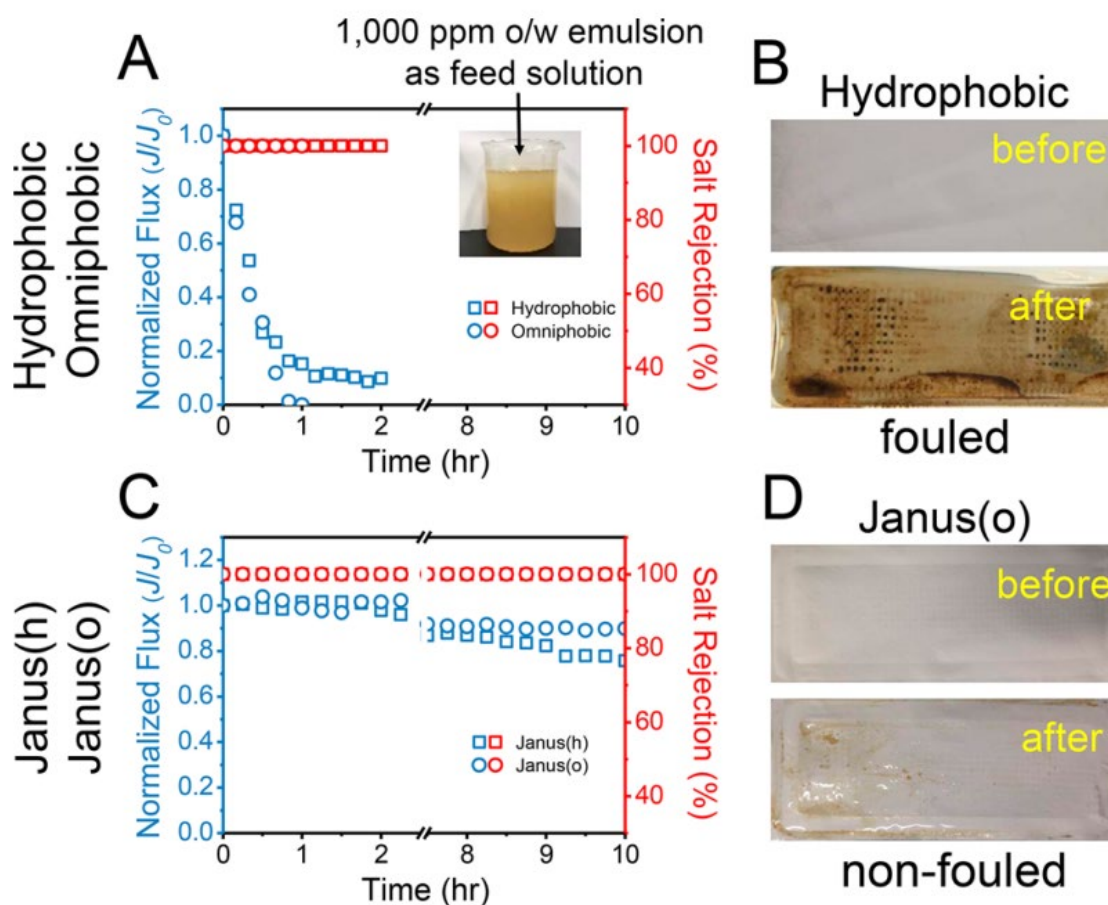 A
1,000 ppm o/w emulsion
as feed solution
Hydrophobic
Omniphobic
Normalized Flux (J/J0)
1.0
0.8
0.6
0.4
0.2
0.0
100
80
60
40
Salt Rejection (%)
Hydrophobic
Omniphobic
0 1 2 8 9 10
Time (hr)
B
Hydrophobic
before
after
fouled
C
Janus(h)
Janus(o)
Normalized Flux (J/J0)
1.2
1.0
0.8
0.6
0.4
0.2
0.0
100
80
60
40
Salt Rejection (%)
Janus(h)
Janus(o)
0 1 2 8 9 10
Time (hr)
D
Janus(o)
before
after
non-fouled